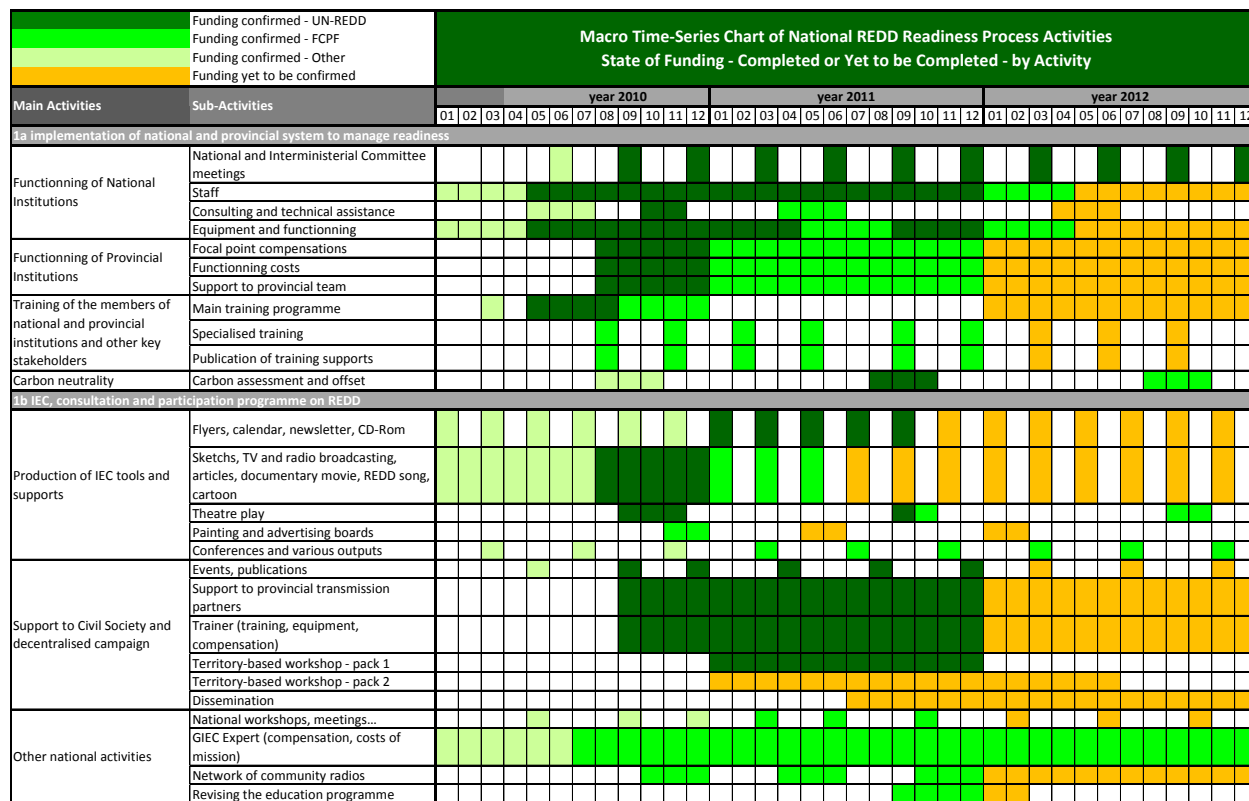 Funding confirmed - UN-REDD
Funding confirmed - FCPF
Funding confirmed - Other
Funding yet to be confirmed
Macro Time-Series Chart of National REDD Readiness Process Activities
State of Funding - Completed or Yet to be Completed - by Activity
Main Activities
Sub-Activities
year 2010
year 2011
year 2012
01 02 03 04 05 06 07 08 09 10 11 12 01 02 03 04 05 06 07 08 09 10 11 12 01 02 03 04 05 06 07 08 09 10 11 12
1a implementation of national and provincial system to manage readiness
Functionning of National
Institutions
National and Interministerial Committee
meetings
Staff
Consulting and technical assistance
Equipment and functionning
Functionning of Provincial
Institutions
Focal point compensations
Functionning costs
Support to provincial team
Training of the members of
national and provincial
institutions and other key
stakeholders
Main training programme
Specialised training
Publication of training supports
Carbon neutrality
Carbon assessment and offset
1b IEC, consultation and participation programme on REDD
Production of IEC tools and
supports
Flyers, calendar, newsletter, CD-Rom
Sketchs, TV and radio broadcasting,
articles, documentary movie, REDD song,
cartoon
Theatre play
Painting and advertising boards
Conferences and various outputs
Support to Civil Society and
decentralised campaign
Events, publications
Support to provincial transmission
partners
Trainer (training, equipment,
compensation)
Territory-based workshop - pack 1
Territory-based workshop - pack 2
Dissemination
Other national activities
National workshops, meetings…
GIEC Expert (compensation, costs of
mission)
Network of community radios
Revising the education programme